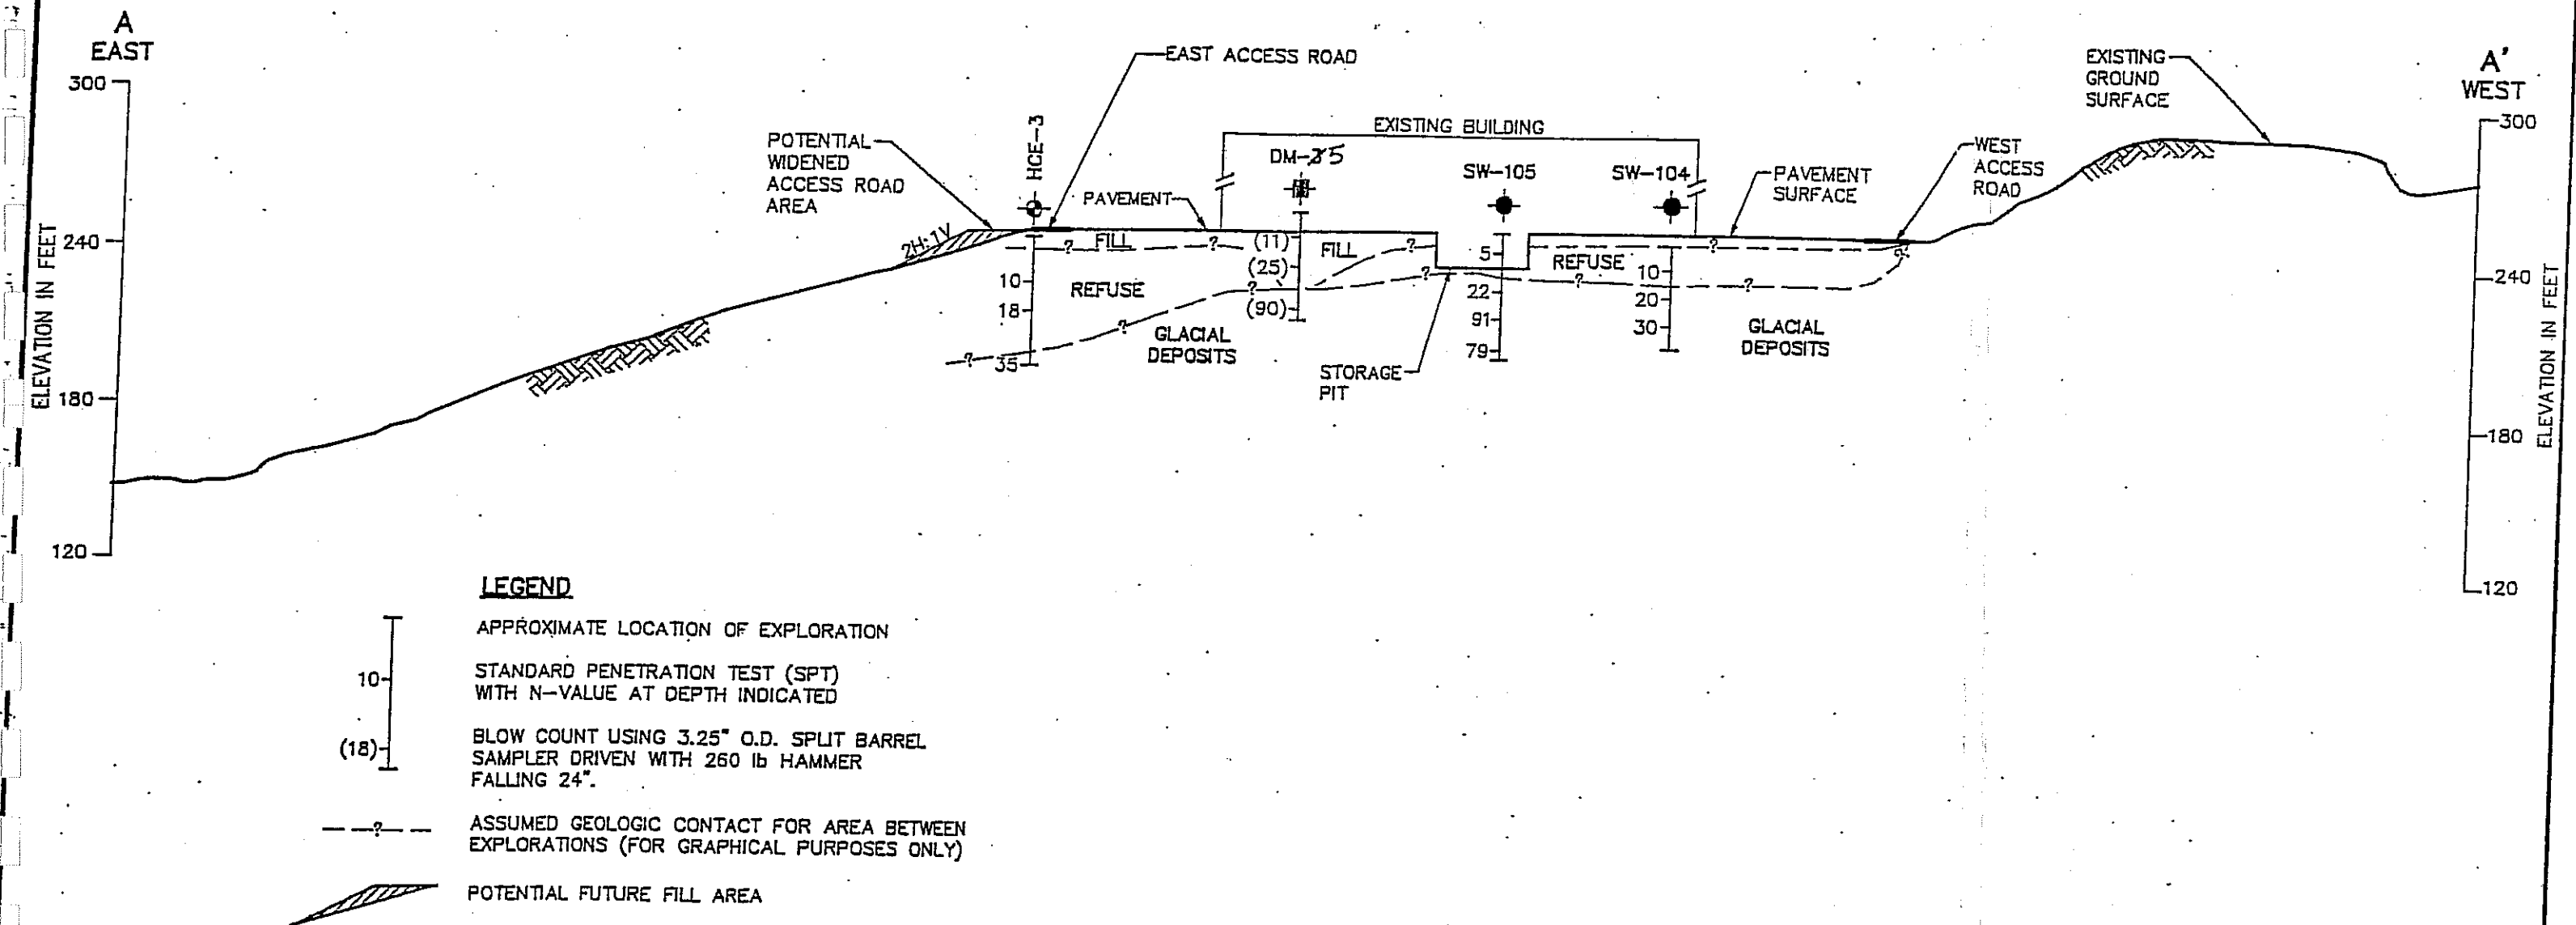 A
EAST
A'
WEST
300
240
180
120
ELEVATION IN FEET
POTENTIAL
WIDENED
ACCESS ROAD
AREA
2H:1V
HCE-3
EAST ACCESS ROAD
PAVEMENT
EXISTING BUILDING
SW-105
SW-104
PAVEMENT
SURFACE
WEST
ACCESS
ROAD
EXISTING
GROUND
SURFACE
300
240
180
120
ELEVATION IN FEET
?
FILL
?
(11)
FILL
?
?
?
5
REFUSE
10
(25)
10
REFUSE
?
?
22
?
20
?
18
?
(90)
91
30
GLACIAL
DEPOSITS
GLACIAL
DEPOSITS
?
35
79
STORAGE
PIT
LEGEND
APPROXIMATE LOCATION OF EXPLORATION
10
STANDARD PENETRATION TEST (SPT)
WITH N-VALUE AT DEPTH INDICATED
(18)
BLOW COUNT USING 3.25" O.D. SPLIT BARREL
SAMPLER DRIVEN WITH 260 lb HAMMER
FALLING 24".
?
ASSUMED GEOLOGIC CONTACT FOR AREA BETWEEN
EXPLORATIONS (FOR GRAPHICAL PURPOSES ONLY)
POTENTIAL FUTURE FILL AREA